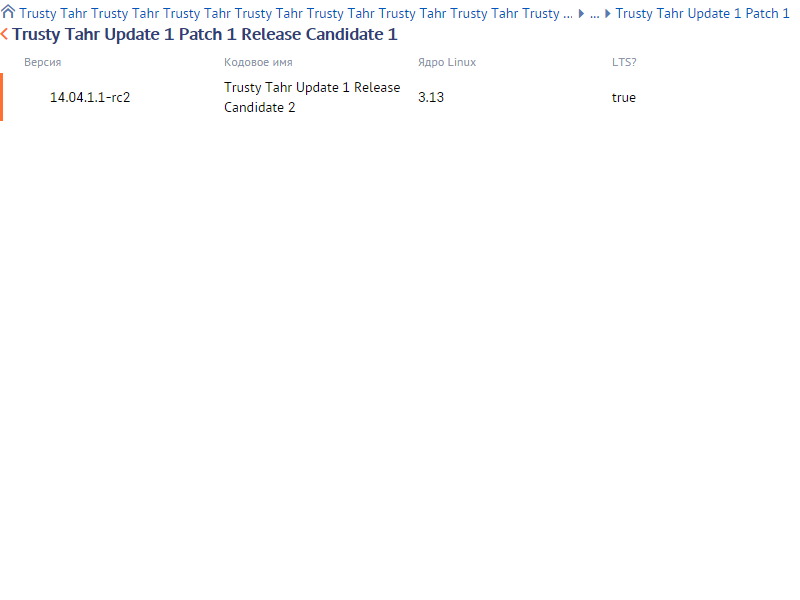 Trusty Tahr Trusty Tahr Trusty Tahr Trusty Tahr Trusty Tahr Trusty Tahr Trusty Tahr Trusty ... ... Trusty Tahr Update 1 Patch 1
Trusty Tahr Update 1 Patch 1 Release Candidate 1
Версия Кодовое имя Ядро Linux LTS?
14.04.1.1-rc2 Trusty Tahr Update 1 Release 3.13 true
Candidate 2